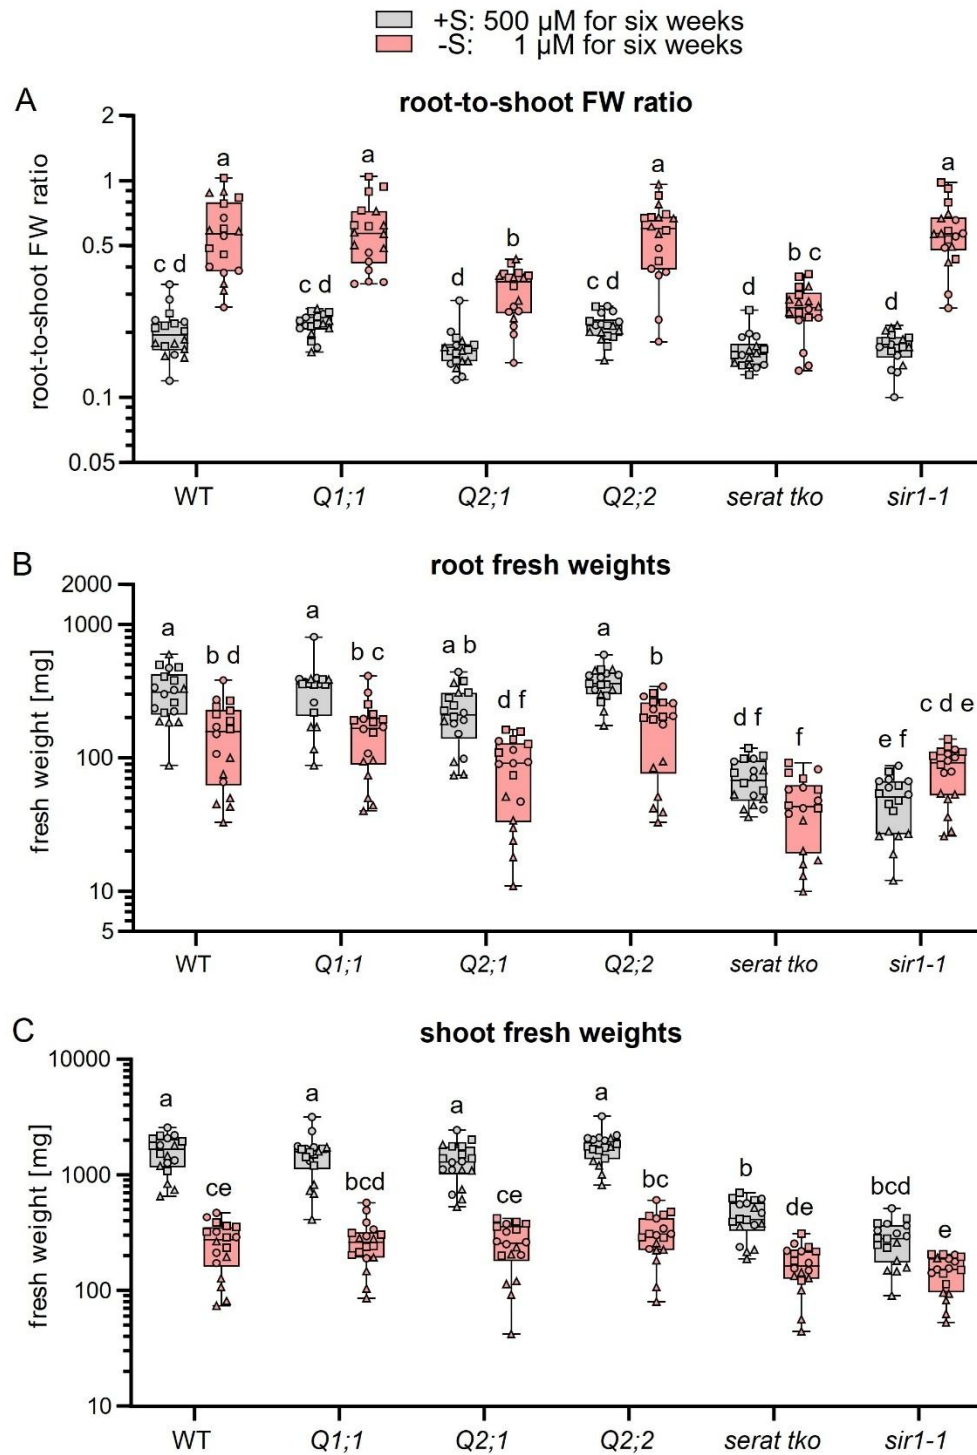 +S: 500 µM for six weeks
-S: 1 µM for six weeks
A
root-to-shoot FW ratio
root-to-shoot FW ratio
2
1
0.5
0.1
0.05
c d
a
c d
a
d
b
c d
a
d
b c
d
a
WT
Q1;1
Q2;1
Q2;2
serat tko
sir1-1
B
root fresh weights
fresh weight [mg]
2000
1000
100
10
5
a
b d
a
b c
a b
d f
a
b
d f
f
e f
c d e
WT
Q1;1
Q2;1
Q2;2
serat tko
sir1-1
C
shoot fresh weights
fresh weight [mg]
10000
1000
100
10
a
ce
a
bcd
a
ce
a
bc
b
de
bcd
e
WT
Q1;1
Q2;1
Q2;2
serat tko
sir1-1